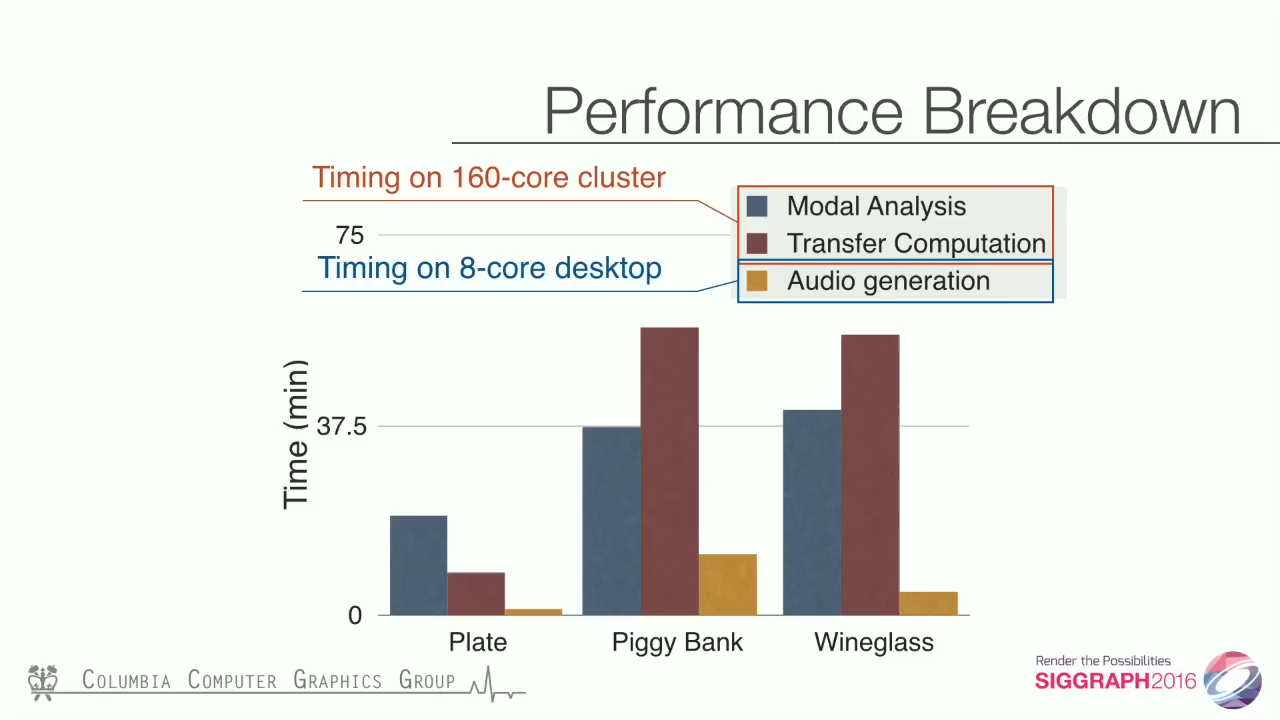 Performance Breakdown
Timing on 160-core cluster
Modal Analysis
Transfer Computation
75
Timing on 8-core desktop
Audio generation
Time (min)
37.5
0
Plate Piggy Bank Wineglass
COLUMBIA COMPUTER GRAPHICS GROUP
Render the Possibilities
SIGGRAPH2016